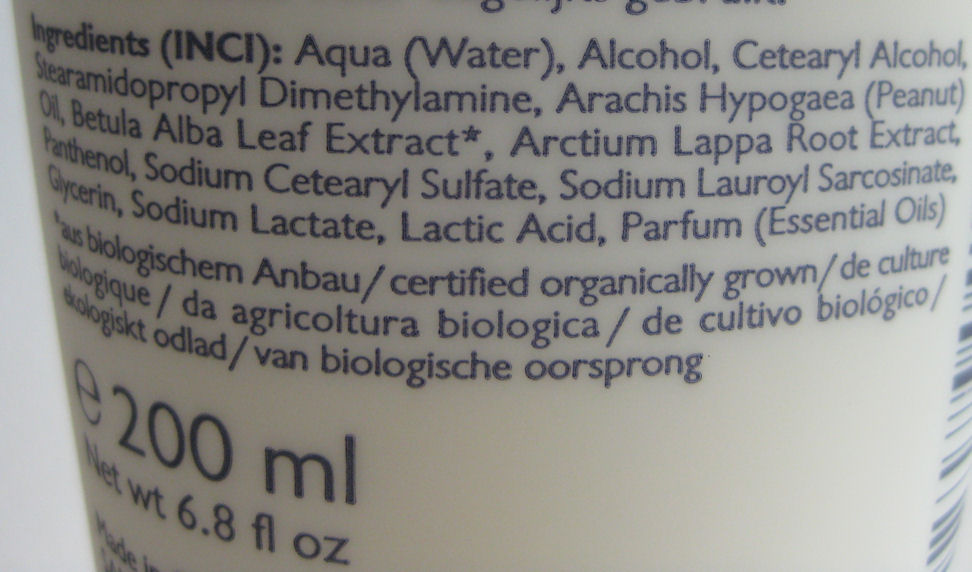 Ingredients (INCI): Aqua (Water), Alcohol, Cetearyl Alcohol,
Stearamidopropyl Dimethylamine, Arachis Hypogaea (Peanut)
Oil, Betula Alba Leaf Extract*, Arctium Lappa Root Extract,
Panthenol, Sodium Cetearyl Sulfate, Sodium Lauroyl Sarcosinate,
Glycerin, Sodium Lactate, Lactic Acid, Parfum (Essential Oils)
*aus biologischem Anbau/certified organically grown/de culture
biologique/da agricoltura biologica/de cultivo biológico/
ekologiskt odlad/van biologische oorsprong
℮ 200 ml
Net wt 6.8 fl oz
Made in